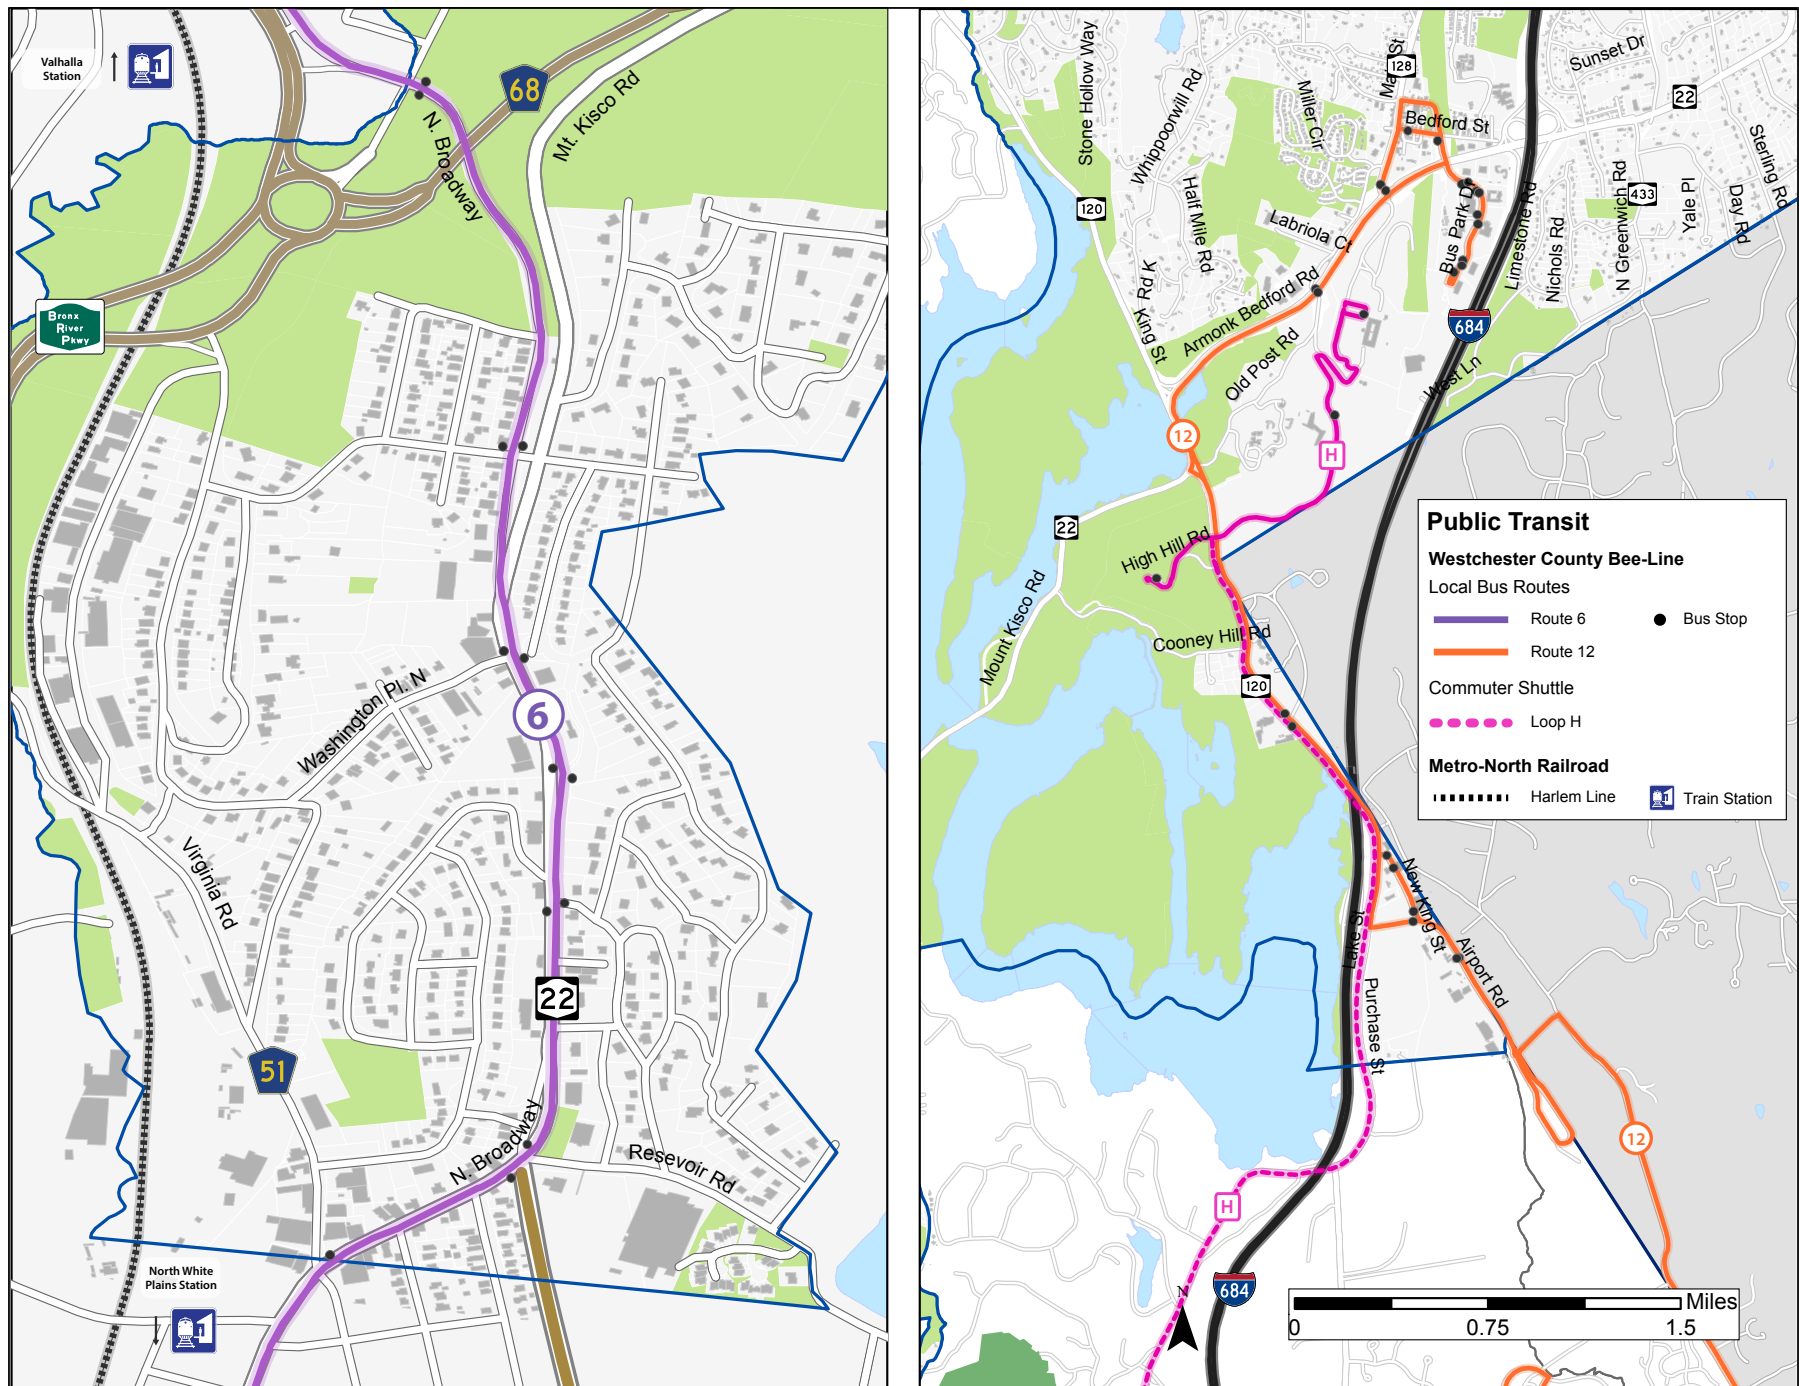 Valhalla
Station
68
Mt. Kisco Rd
N. Broadway
Bronx
River
Pkwy
Washington Pl. N
6
Virginia Rd
22
51
N. Broadway
Resevoir Rd
North White
Plains Station
Stone Hollow Way
Whippoorwill Rd
Miller Cir
128
Bedford St
Sunset Dr
22
Sterling Rd
120
Half Mile Rd
Labriola Ct
Bus Park D
Limestone Rd
Nichols Rd
N Greenwich Rd
433
Yale Pl
Day Rd
King St
Rd K
Armonk Bedford Rd
Old Post Rd
684
West Ln
12
H
22
High Hill Rd
Mount Kisco Rd
Cooney Hill Rd
120
Public Transit
Westchester County Bee-Line
Local Bus Routes
Route 6
Bus Stop
Route 12
Commuter Shuttle
Loop H
Metro-North Railroad
Harlem Line
Train Station
New King St
Lake St
Airport Rd
Purchase St
12
H
684
N
Miles
0
0.75
1.5